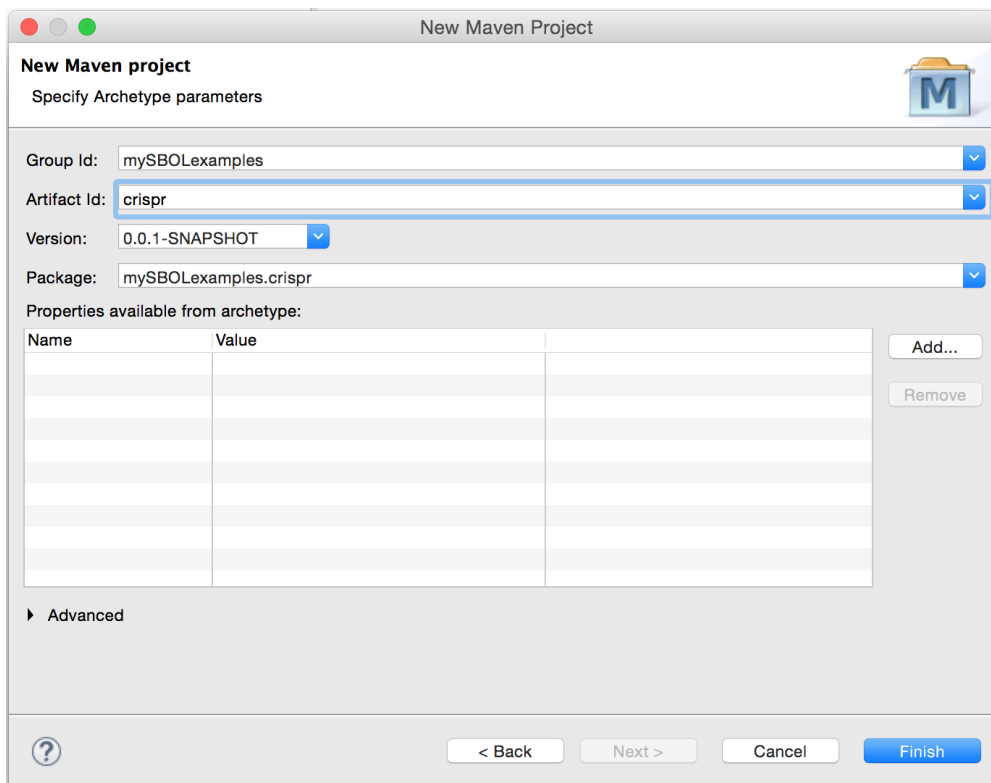 New Maven Project
New Maven project
Specify Archetype parameters
M
Group Id: mySBOLexamples
Artifact Id: crispr
Version: 0.0.1-SNAPSHOT
Package: mySBOLexamples.crispr
Properties available from archetype:
Name Value
Add...
Remove
Advanced
? < Back Next > Cancel Finish